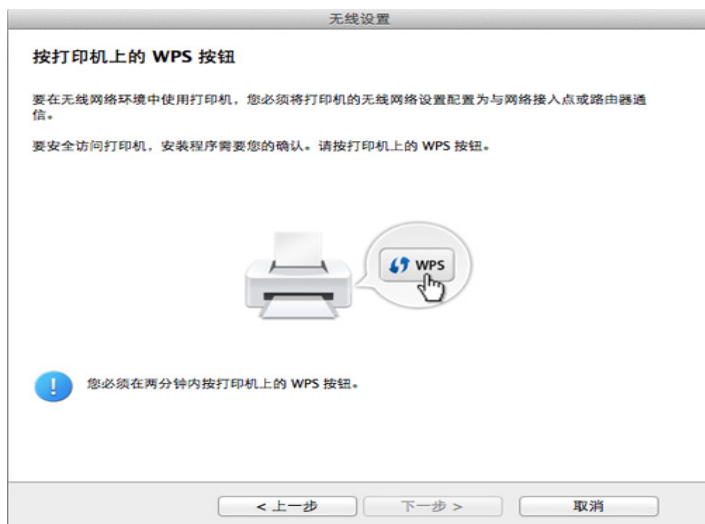 无线设置
按打印机上的 WPS 按钮
要在无线网络环境中使用打印机，您必须将打印机的无线网络设置配置为与网络接入点或路由器通
信。
要安全访问打印机，安装程序需要您的确认。请按打印机上的 WPS 按钮。
WPS
您必须在两分钟内按打印机上的 WPS 按钮。
< 上一步
下一步 >
取消